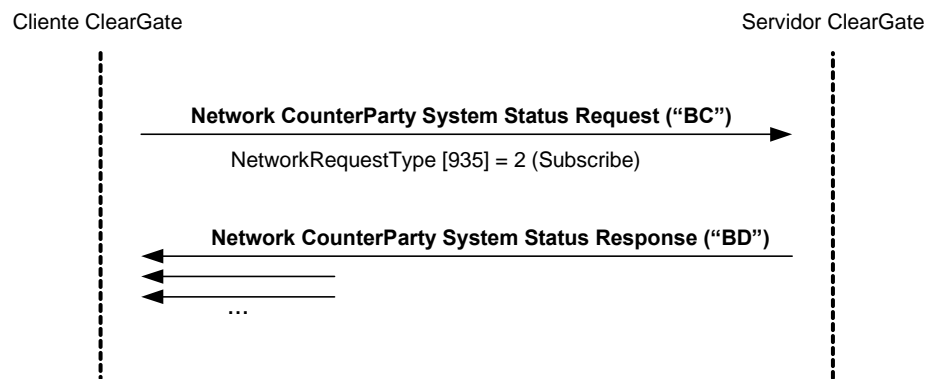 Cliente ClearGate
Servidor ClearGate
Network CounterParty System Status Request (“BC”)
NetworkRequestType [935] = 2 (Subscribe)
Network CounterParty System Status Response (“BD”)
...